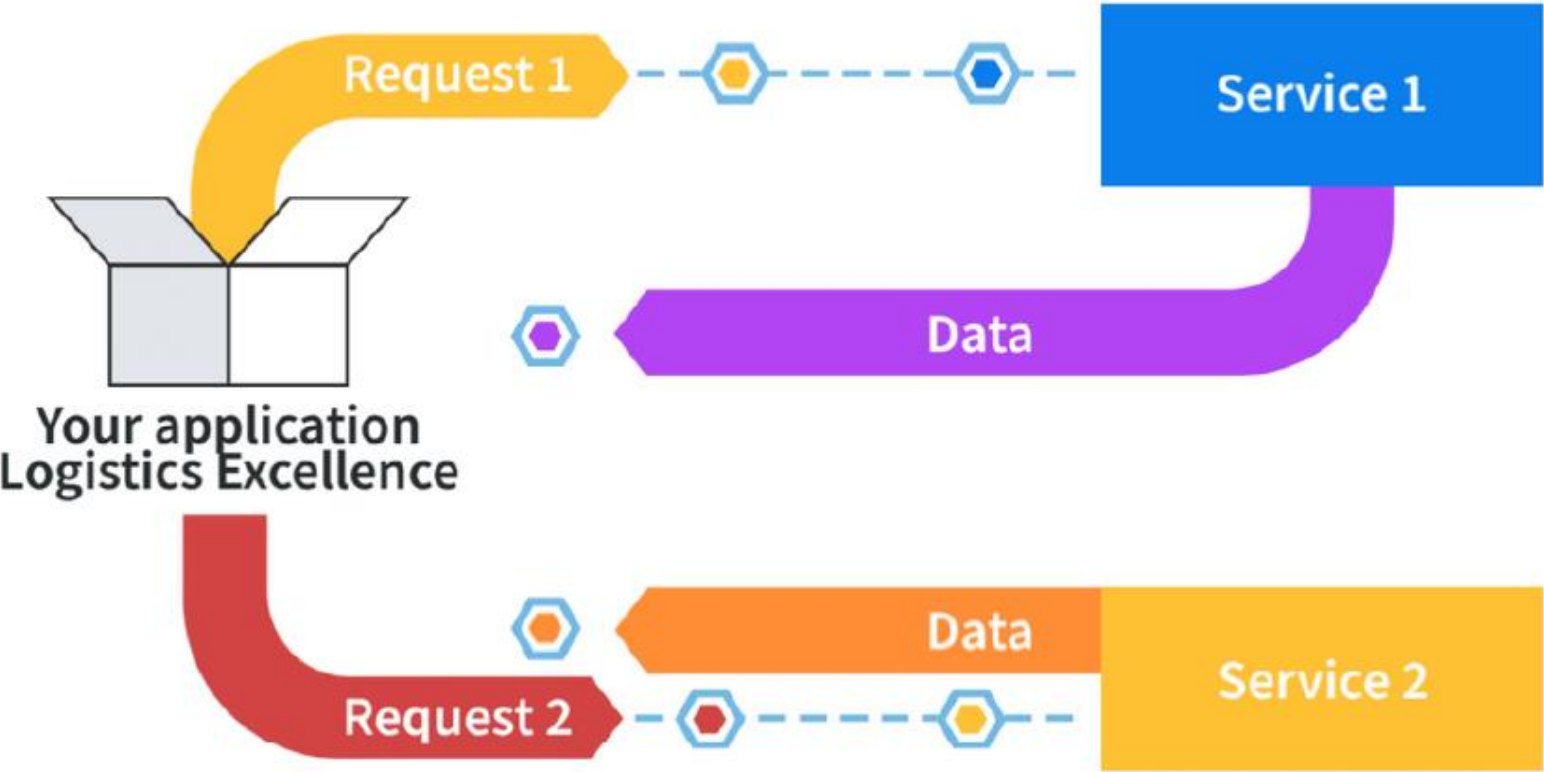 Request 1
Service 1
Data
Your application
Logistics Excellence
Data
Service 2
Request 2